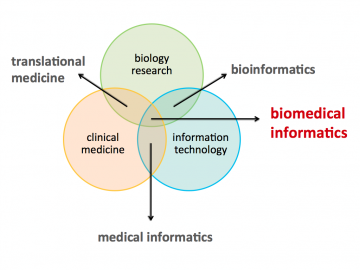 translational
medicine
biology
research
bioinformatics
biomedical
informatics
clinical
medicine
information
technology
medical informatics